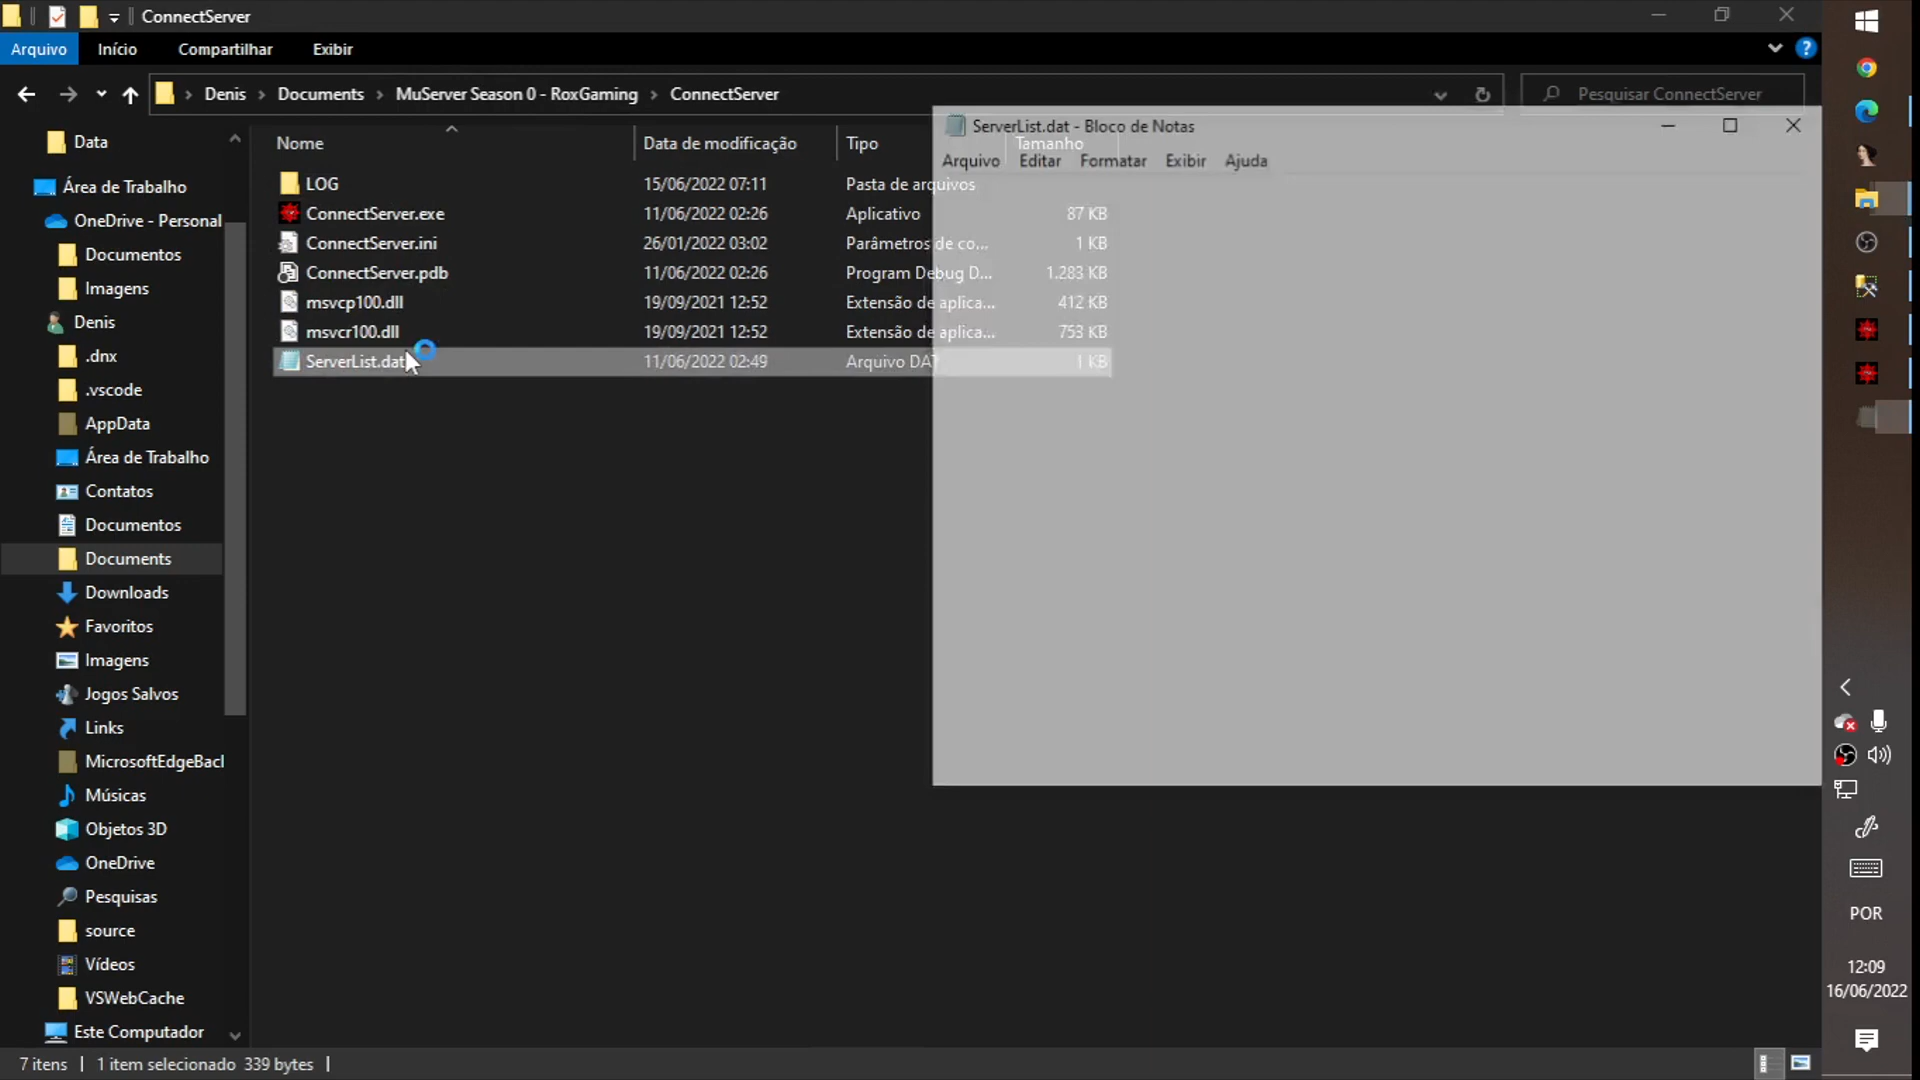 ConnectServer
Arquivo Início Compartilhar Exibir
Denis Documents MuServer Season 0 - RoxGaming ConnectServer Pesquisar ConnectServer
Nome Data de modificação Tipo Tamanho
LOG 15/06/2022 07:11 Pasta de arquivos
ConnectServer.exe 11/06/2022 02:26 Aplicativo 87 KB
ConnectServer.ini 26/01/2022 03:02 Parâmetros de co... 1 KB
ConnectServer.pdb 11/06/2022 02:26 Program Debug D... 1.283 KB
msvcp100.dll 19/09/2021 12:52 Extensão de aplica... 412 KB
msvcr100.dll 19/09/2021 12:52 Extensão de aplica... 753 KB
ServerList.dat 11/06/2022 02:49 Arquivo DAT 1 KB
ServerList.dat - Bloco de Notas
Arquivo Editar Formatar Exibir Ajuda
Data
Área de Trabalho
OneDrive - Personal
Documentos
Imagens
Denis
.dnx
.vscode
AppData
Área de Trabalho
Contatos
Documentos
Documents
Downloads
Favoritos
Imagens
Jogos Salvos
Links
MicrosoftEdgeBacl
Músicas
Objetos 3D
OneDrive
Pesquisas
source
Vídeos
VSWebCache
Este Computador
7 itens 1 item selecionado 339 bytes
POR
12:09
16/06/2022